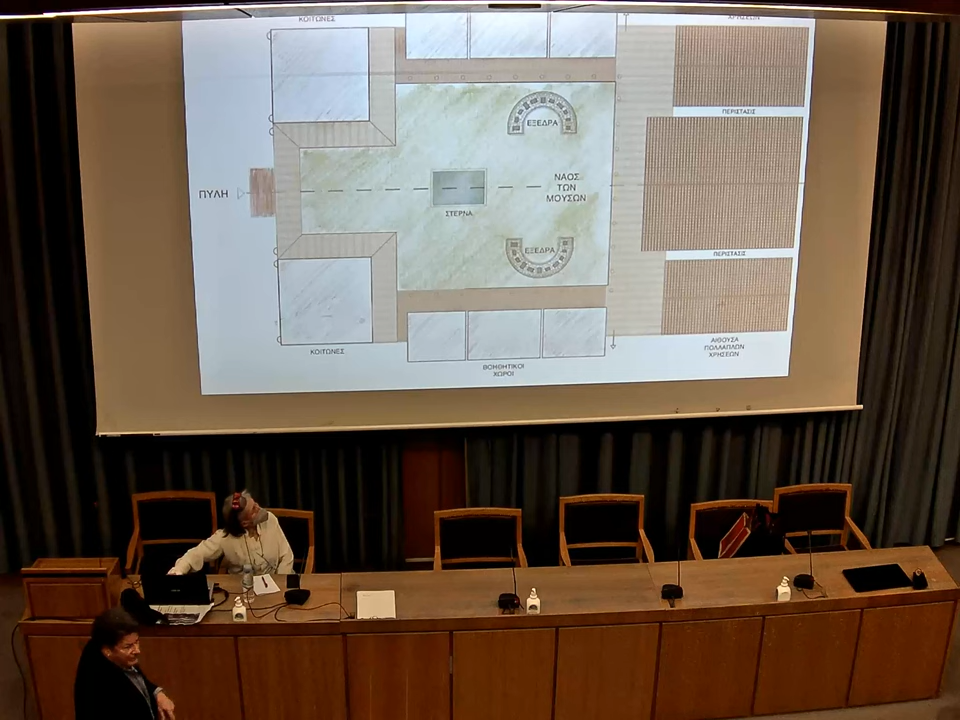 ΚΟΙΤΩΝΕΣ
ΧΡΗΣΕΩΝ
ΕΞΕΔΡΑ
ΠΕΡΙΣΤΑΣΙΣ
ΠΥΛΗ
ΝΑΟΣ
ΤΩΝ
ΜΟΥΣΩΝ
ΣΤΕΡΝΑ
ΕΞΕΔΡΑ
ΠΕΡΙΣΤΑΣΙΣ
ΚΟΙΤΩΝΕΣ
ΒΟΗΘΗΤΙΚΟΙ
ΧΩΡΟΙ
ΑΙΘΟΥΣΑ
ΠΟΛΛΑΠΛΩΝ
ΧΡΗΣΕΩΝ